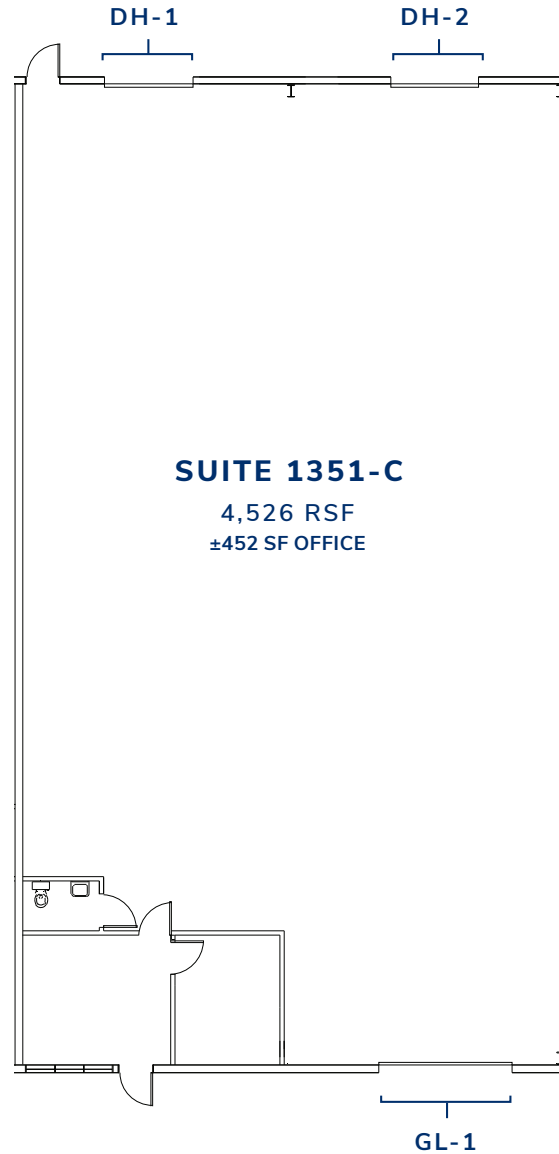 DH-1
DH-2
SUITE 1351-C
4,526 RSF
±452 SF OFFICE
GL-1